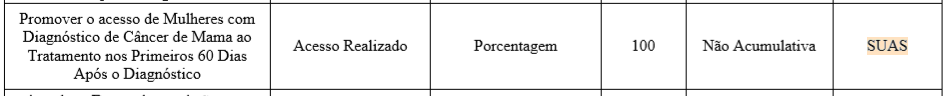 Promover o acesso de Mulheres com
Diagnóstico de Câncer de Mama ao
Tratamento nos Primeiros 60 Dias
Após o Diagnóstico
Acesso Realizado
Porcentagem
100
Não Acumulativa
SUAS